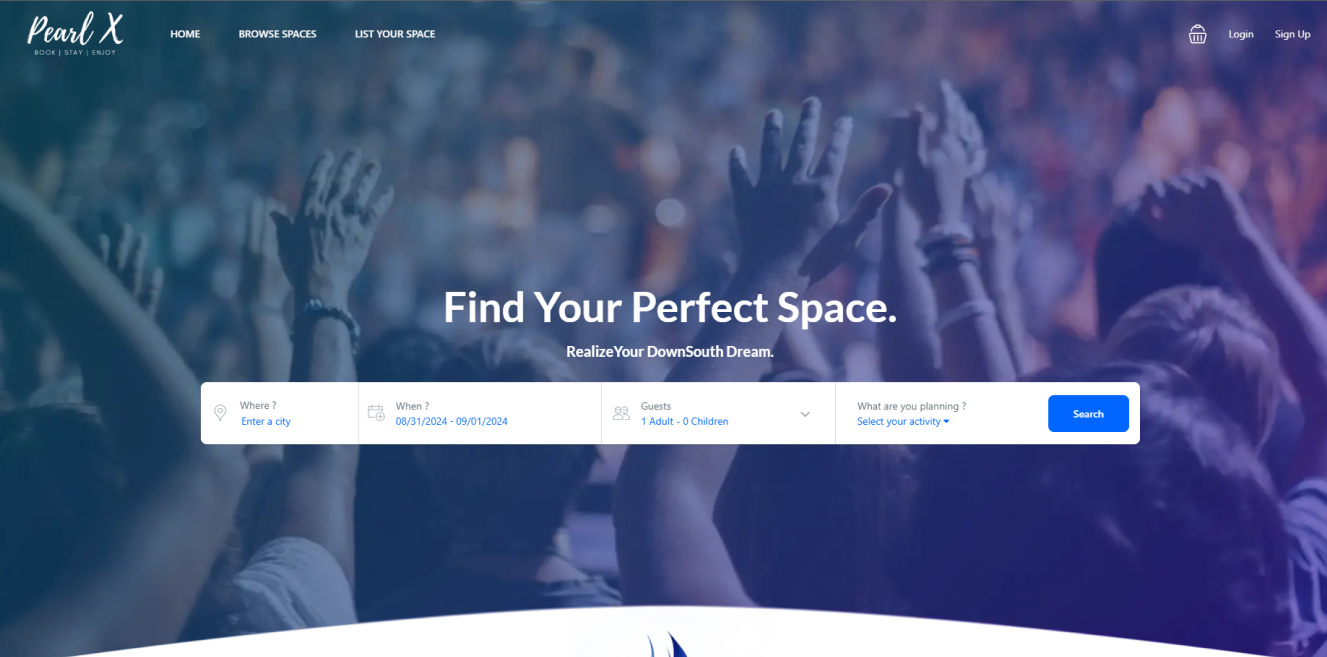 Pearl X
BOOK | STAY | ENJOY
HOME BROWSE SPACES LIST YOUR SPACE
Login Sign Up
Find Your Perfect Space.
RealizeYour DownSouth Dream.
Where ?
Enter a city
When ?
08/31/2024 - 09/01/2024
Guests
1 Adult - 0 Children
What are you planning ?
Select your activity
Search